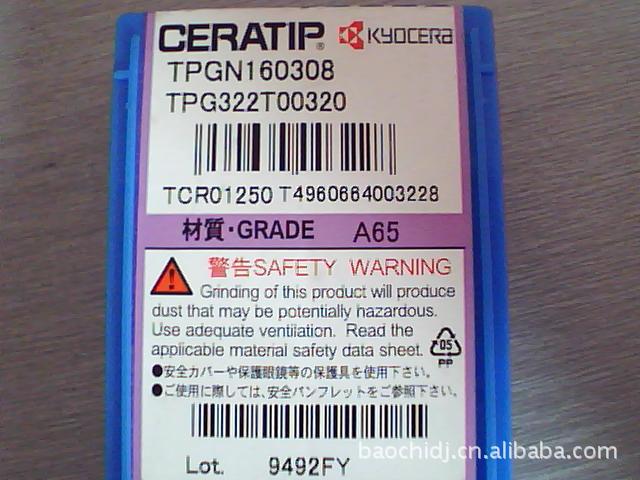 CERATIP® KYOCERA
TPGN160308
TPG322T00320
TCR01250 T4960664003228
材質・GRADE A65
警告SAFETY WARNING
Grinding of this product will produce
dust that may be potentially hazardous.
Use adequate ventilation. Read the
applicable material safety data sheet.
05
PP
●安全カバーや保護眼鏡等の保護具を使用下さい。
●ご使用に際しては、安全パンフレットをご参照下さい。
Lot. 9492FY
baochidj.cn.alibaba.com